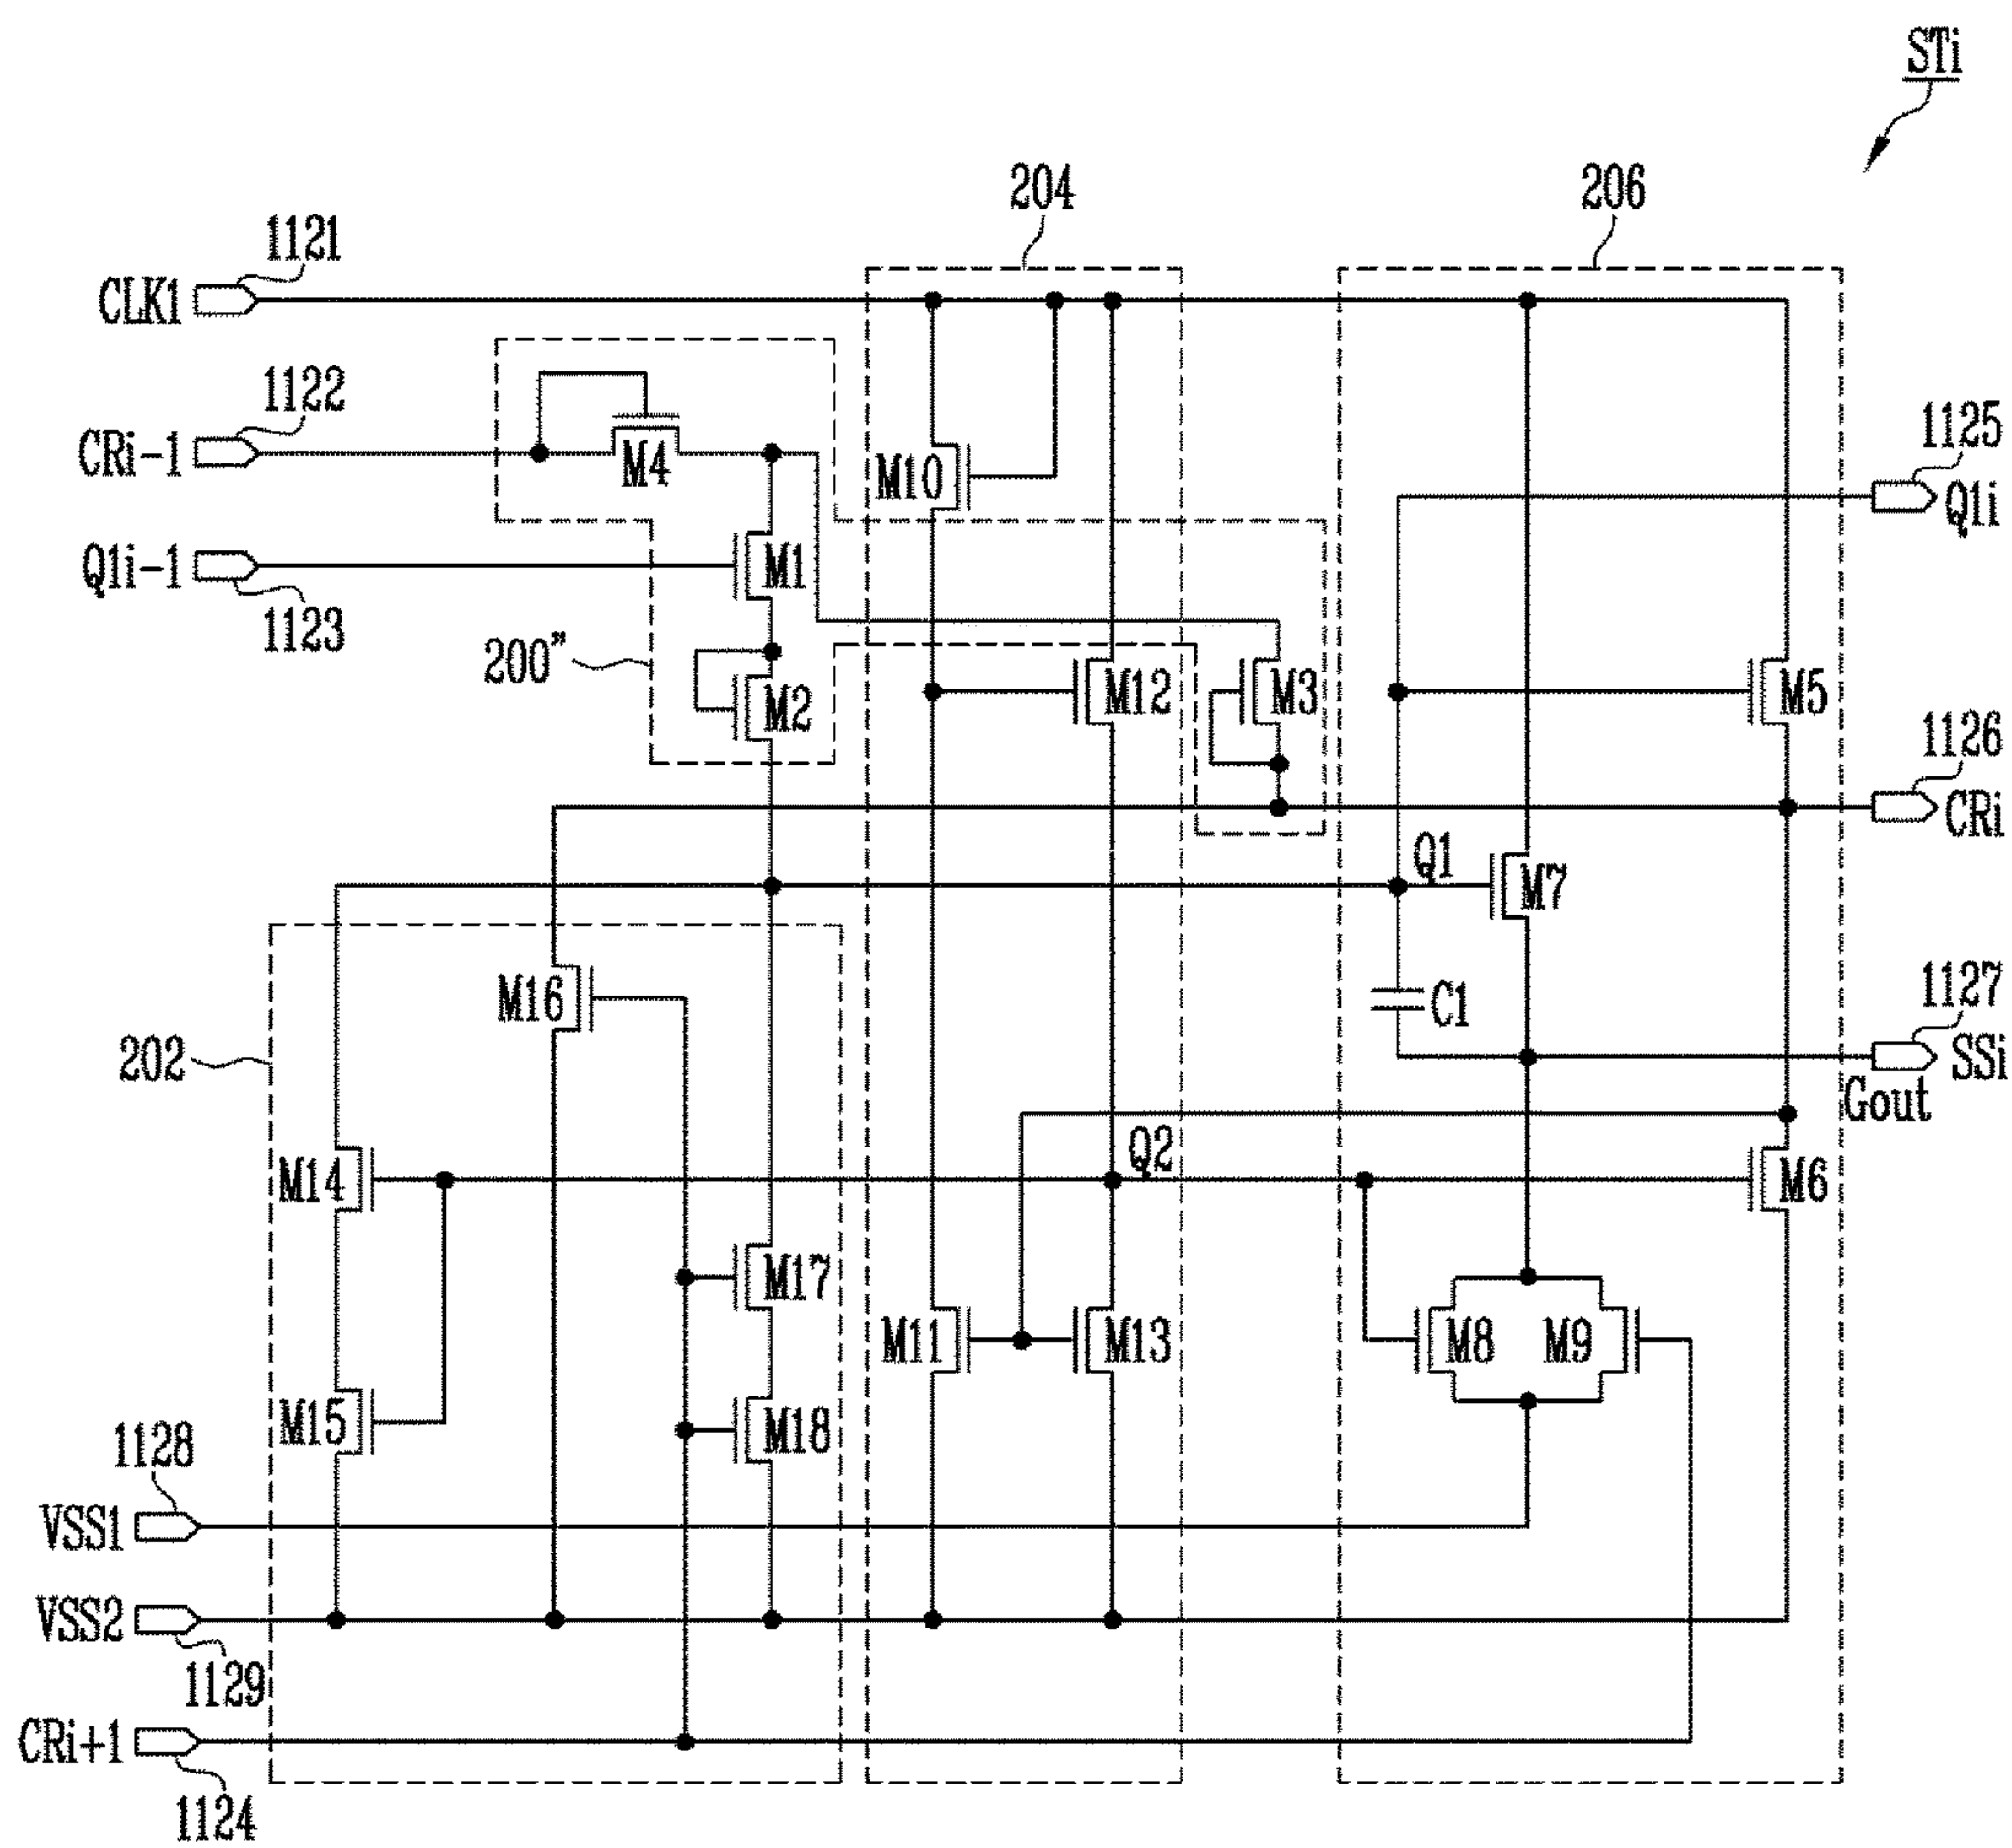 STi
204
206
1121
CLK1
1122
CRi-1
M4
M10
1125
Q1i
Q1i-1
M1
1123
200"
M2
M12
M3
M5
1126
CRi
Q1
M7
M16
C1
1127
SSi
202
Gout
M14
Q2
M6
M17
M11
M13
M8
M9
M15
M18
1128
VSS1
VSS2
1129
CRi+1
1124